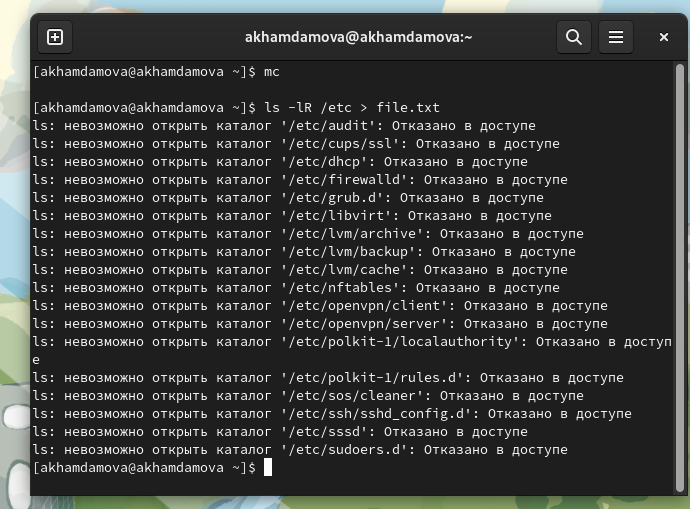 akhamdamova@akhamdamova:~
[akhamdamova@akhamdamova ~]$ mc
[akhamdamova@akhamdamova ~]$ ls -lR /etc > file.txt
ls: невозможно открыть каталог '/etc/audit': Отказано в доступе
ls: невозможно открыть каталог '/etc/cups/ssl': Отказано в доступе
ls: невозможно открыть каталог '/etc/dhcp': Отказано в доступе
ls: невозможно открыть каталог '/etc/firewalld': Отказано в доступе
ls: невозможно открыть каталог '/etc/grub.d': Отказано в доступе
ls: невозможно открыть каталог '/etc/libvirt': Отказано в доступе
ls: невозможно открыть каталог '/etc/lvm/archive': Отказано в доступе
ls: невозможно открыть каталог '/etc/lvm/backup': Отказано в доступе
ls: невозможно открыть каталог '/etc/lvm/cache': Отказано в доступе
ls: невозможно открыть каталог '/etc/nftables': Отказано в доступе
ls: невозможно открыть каталог '/etc/openvpn/client': Отказано в доступе
ls: невозможно открыть каталог '/etc/openvpn/server': Отказано в доступе
ls: невозможно открыть каталог '/etc/polkit-1/localauthority': Отказано в доступ
е
ls: невозможно открыть каталог '/etc/polkit-1/rules.d': Отказано в доступе
ls: невозможно открыть каталог '/etc/sos/cleaner': Отказано в доступе
ls: невозможно открыть каталог '/etc/ssh/sshd_config.d': Отказано в доступе
ls: невозможно открыть каталог '/etc/sssd': Отказано в доступе
ls: невозможно открыть каталог '/etc/sudoers.d': Отказано в доступе
[akhamdamova@akhamdamova ~]$